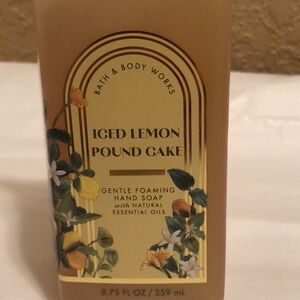 BATH & BODY WORKS
ICED LEMON
POUND CAKE
GENTLE FOAMING
HAND SOAP
with NATURAL
ESSENTIAL OILS
8.75 FL OZ / 259 mL